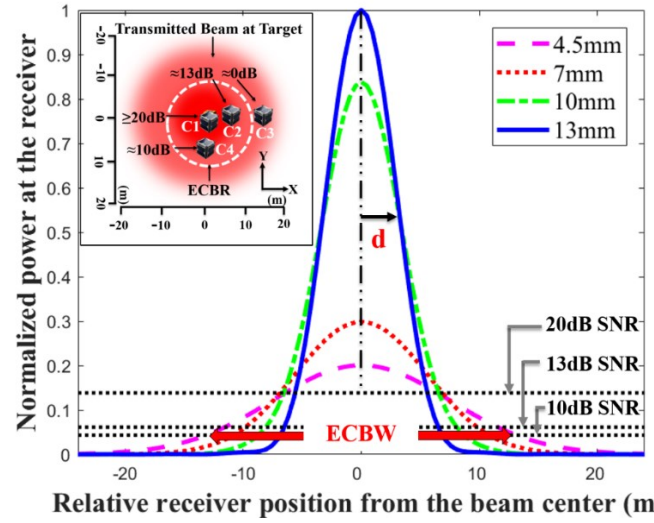 Transmitted Beam at Target
≈13dB ≈0dB
≥20dB
C1 C2 C3
≈10dB C4
ECBR
Y
X
(m)
(m)
-20
-10
0
10
20
-20 -10 0 10 20
4.5mm
7mm
10mm
13mm
d
20dB SNR
13dB SNR
10dB SNR
ECBW
Normalized power at the receiver
1
0.9
0.8
0.7
0.6
0.5
0.4
0.3
0.2
0.1
0
-20 -10 0 10 20
Relative receiver position from the beam center (m